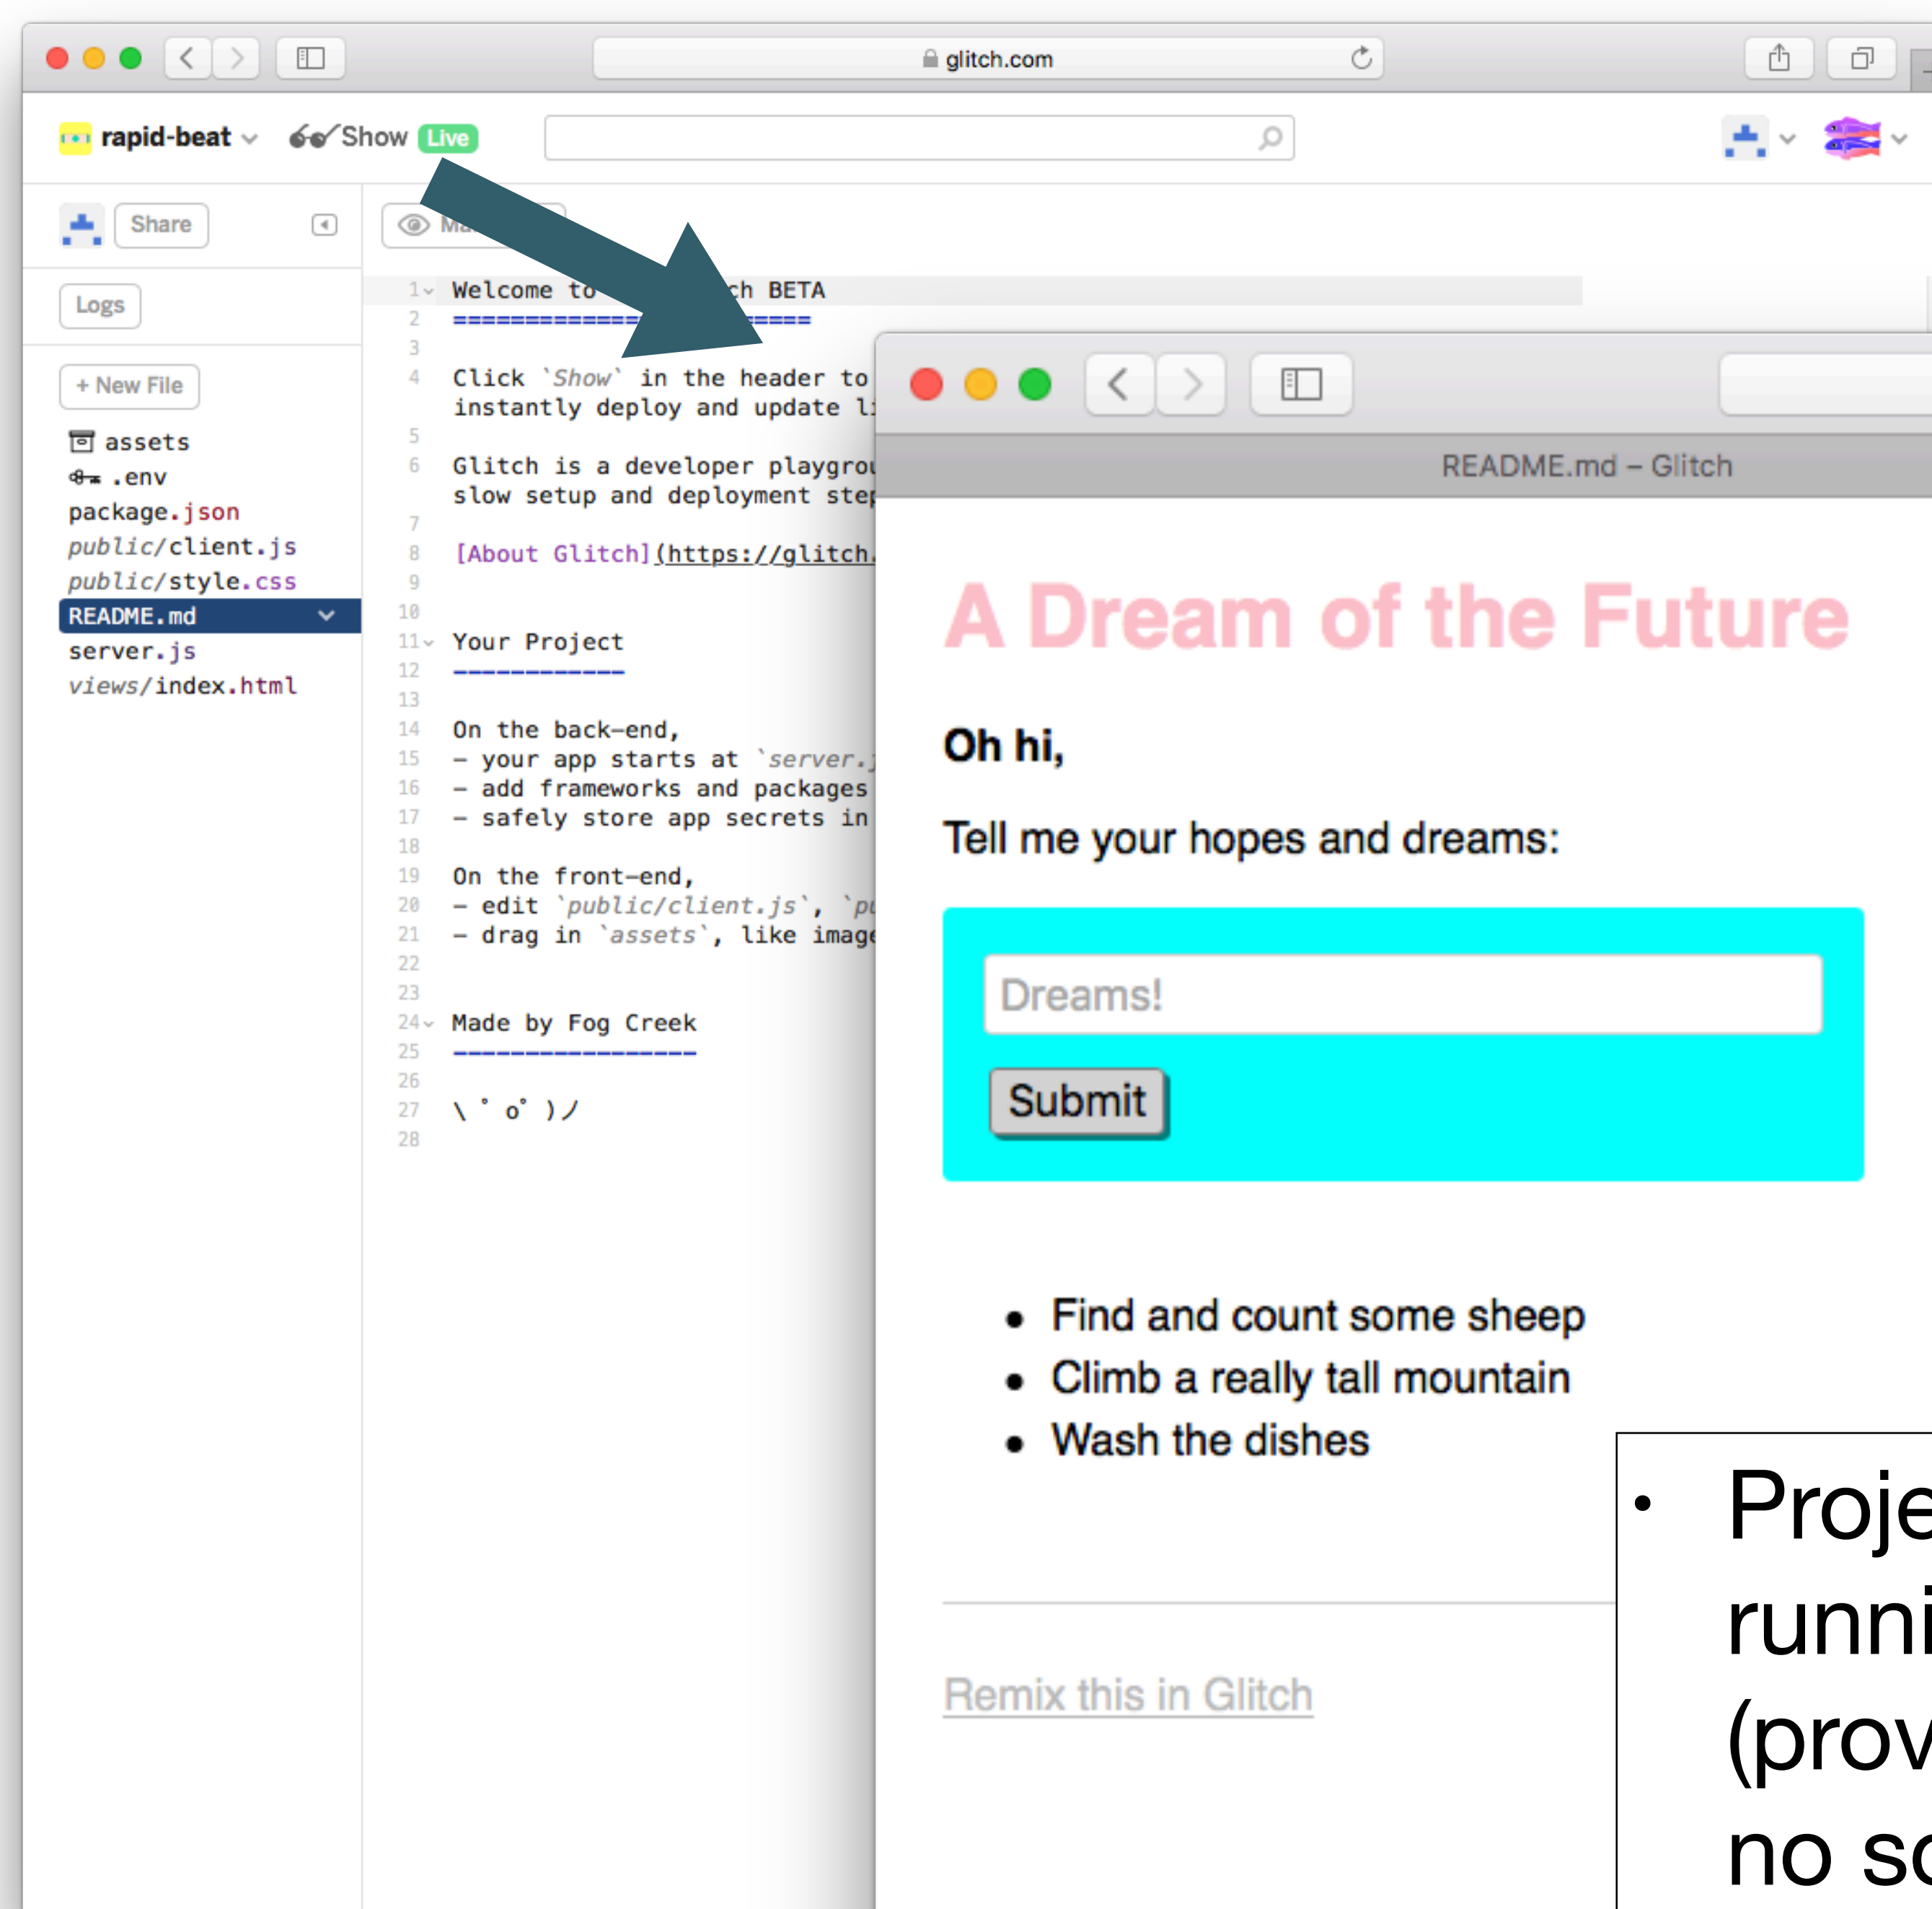 glitch.com
rapid-beat Show Live
Share
Logs
+ New File
assets
.env
package.json
public/client.js
public/style.css
README.md
server.js
views/index.html
1 Welcome to BETA
2 =========================
3
4 Click `Show` in the header to
instantly deploy and update
5
6 Glitch is a developer
slow setup and deployment
7
8 [About Glitch](https://glitch.
9
10
11 Your Project
12 ------------
13
14 On the back-end,
15 - your app starts at `server.
16 - add frameworks and packages
17 - safely store app secrets in
18
19 On the front-end,
20 - edit `public/client.js`,
21 - drag in `assets`, like
22
23
24 Made by Fog Creek
25 -----------------
26
27 \ ゜o゜)ノ
28
README.md – Glitch
A Dream of the Future
Oh hi,
Tell me your hopes and dreams:
Dreams!
Submit
• Find and count some sheep
• Climb a really tall mountain
• Wash the dishes
Remix this in Glitch
•
no